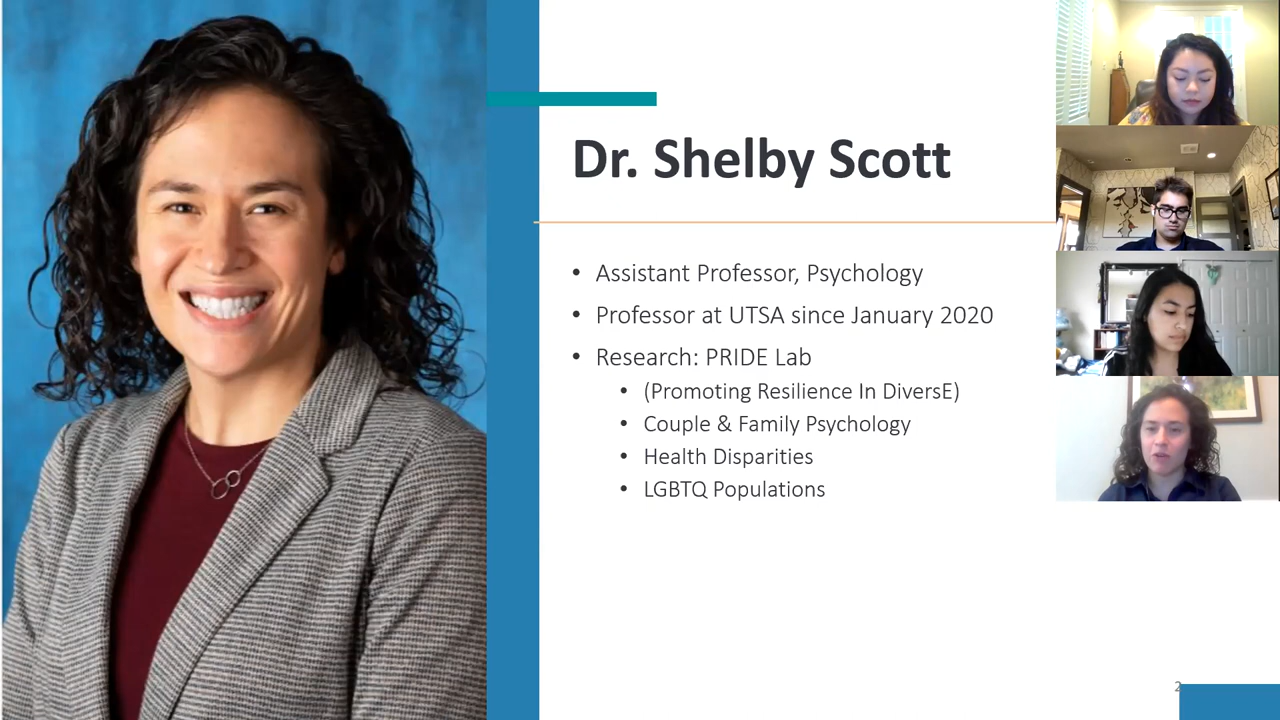 Dr. Shelby Scott
• Assistant Professor, Psychology
• Professor at UTSA since January 2020
• Research: PRIDE Lab
• (Promoting Resilience In DiversE)
• Couple & Family Psychology
• Health Disparities
• LGBTQ Populations
2